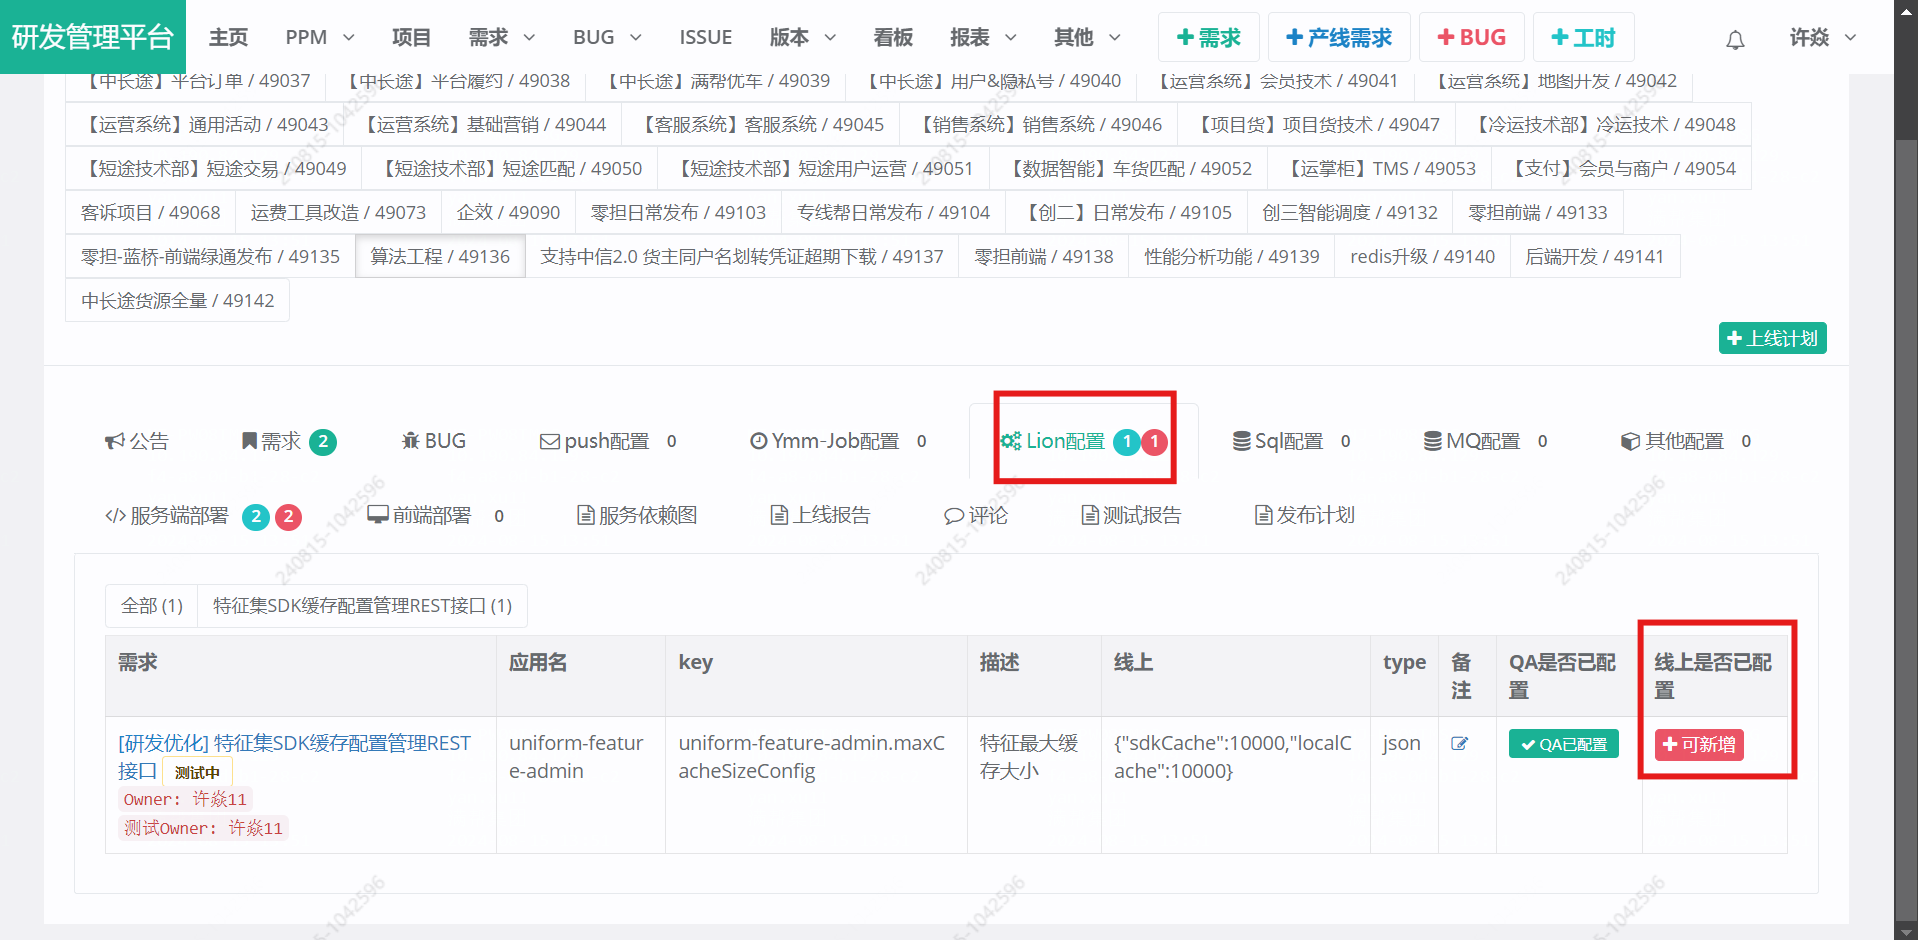 研发管理平台 主页 PPM 项目 需求 BUG ISSUE 版本 看板 报表 其他 +需求 +产线需求 +BUG +工时 许焱
【中长途】平台订单 / 49037 【中长途】平台履约 / 49038 【中长途】满帮优车 / 49039 【中长途】用户&隐私号 / 49040 【运营系统】会员技术 / 49041 【运营系统】地图开发 / 49042
【运营系统】通用活动 / 49043 【运营系统】基础营销 / 49044 【客服系统】客服系统 / 49045 【销售系统】销售系统 / 49046 【项目货】项目货技术 / 49047 【冷运技术部】冷运技术 / 49048
【短途技术部】短途交易 / 49049 【短途技术部】短途匹配 / 49050 【短途技术部】短途用户运营 / 49051 【数据智能】车货匹配 / 49052 【运掌柜】TMS / 49053 【支付】会员与商户 / 49054
客诉项目 / 49068 运费工具改造 / 49073 企效 / 49090 零担日常发布 / 49103 专线帮日常发布 / 49104 【创二】日常发布 / 49105 创三智能调度 / 49132 零担前端 / 49133
零担-蓝桥-前端绿通发布 / 49135 算法工程 / 49136 支持中信2.0 货主同户名划转凭证超期下载 / 49137 零担前端 / 49138 性能分析功能 / 49139 redis升级 / 49140 后端开发 / 49141
中长途货源全量 / 49142
+上线计划
公告 需求 2 BUG push配置 0 Ymm-Job配置 0 Lion配置 1 1 Sql配置 0 MQ配置 0 其他配置 0
</> 服务端部署 2 2 前端部署 0 服务依赖图 上线报告 评论 测试报告 发布计划
全部 (1) 特征集SDK缓存配置管理REST接口 (1)
需求 应用名 key 描述 线上 type 备注 QA是否已配置 线上是否已配置
[研发优化] 特征集SDK缓存配置管理REST
接口 测试中
Owner: 许焱11
测试Owner: 许焱11
uniform-featur
e-admin
uniform-feature-admin.maxC
acheSizeConfig
特征最大缓
存大小
{"sdkCache":10000,"localC
ache":10000}
json
QA已配置
+可新增
240815-1042596
240815-1042596
240815-1042596
240815-1042596
240815-1042596
240815-1042596
240815-1042596
240815-1042596
240815-1042596